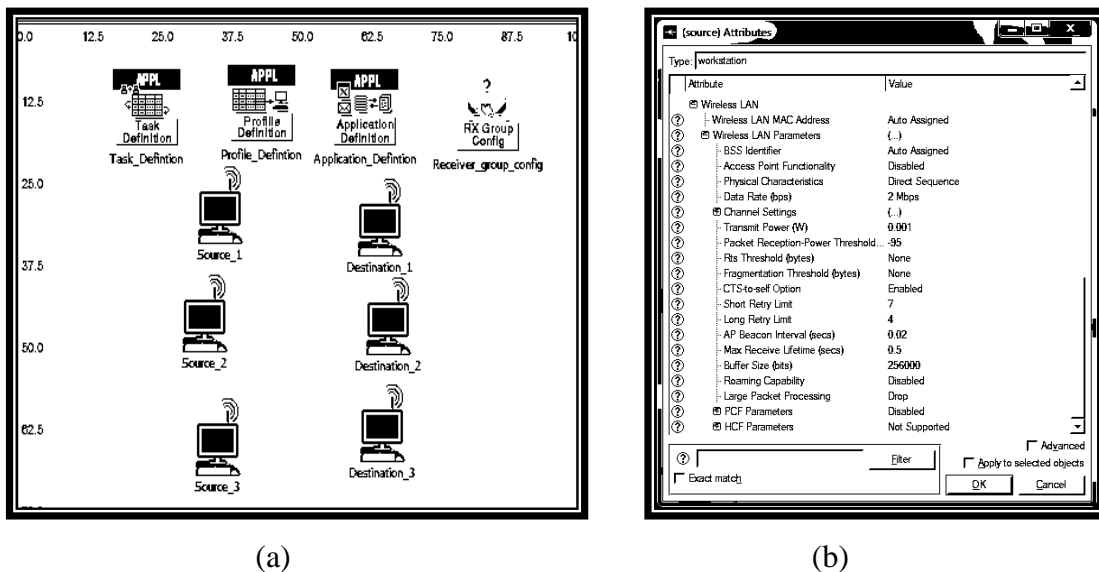 0.0 12.5 25.0 37.5 50.0 62.5 75.0 87.5 10
12.5
25.0
37.5
50.0
62.5
APPL
Task
Definition
Task_Defintion
APPL
Profile
Definition
Profile_Defintion
APPL
Application
Definition
Application_Defintion
?
RX Group
Config
Receiver_group_config
Source_1
Destination_1
Source_2
Destination_2
Source_3
Destination_3
(a)
(source) Attributes
Type: workstation
Attribute Value
Wireless LAN
? Wireless LAN MAC Address Auto Assigned
? Wireless LAN Parameters (...)
? BSS Identifier Auto Assigned
? Access Point Functionality Disabled
? Physical Characteristics Direct Sequence
? Data Rate (bps) 2 Mbps
? Channel Settings (...)
? Transmit Power (W) 0.001
? Packet Reception-Power Threshold... -95
? Rts Threshold (bytes) None
? Fragmentation Threshold (bytes) None
? CTS-to-self Option Enabled
? Short Retry Limit 7
? Long Retry Limit 4
? AP Beacon Interval (secs) 0.02
? Max Receive Lifetime (secs) 0.5
? Buffer Size (bits) 256000
? Roaming Capability Disabled
? Large Packet Processing Drop
? PCF Parameters Disabled
? HCF Parameters Not Supported
Advanced
? Filter
Apply to selected objects
Exact match
OK Cancel
(b)